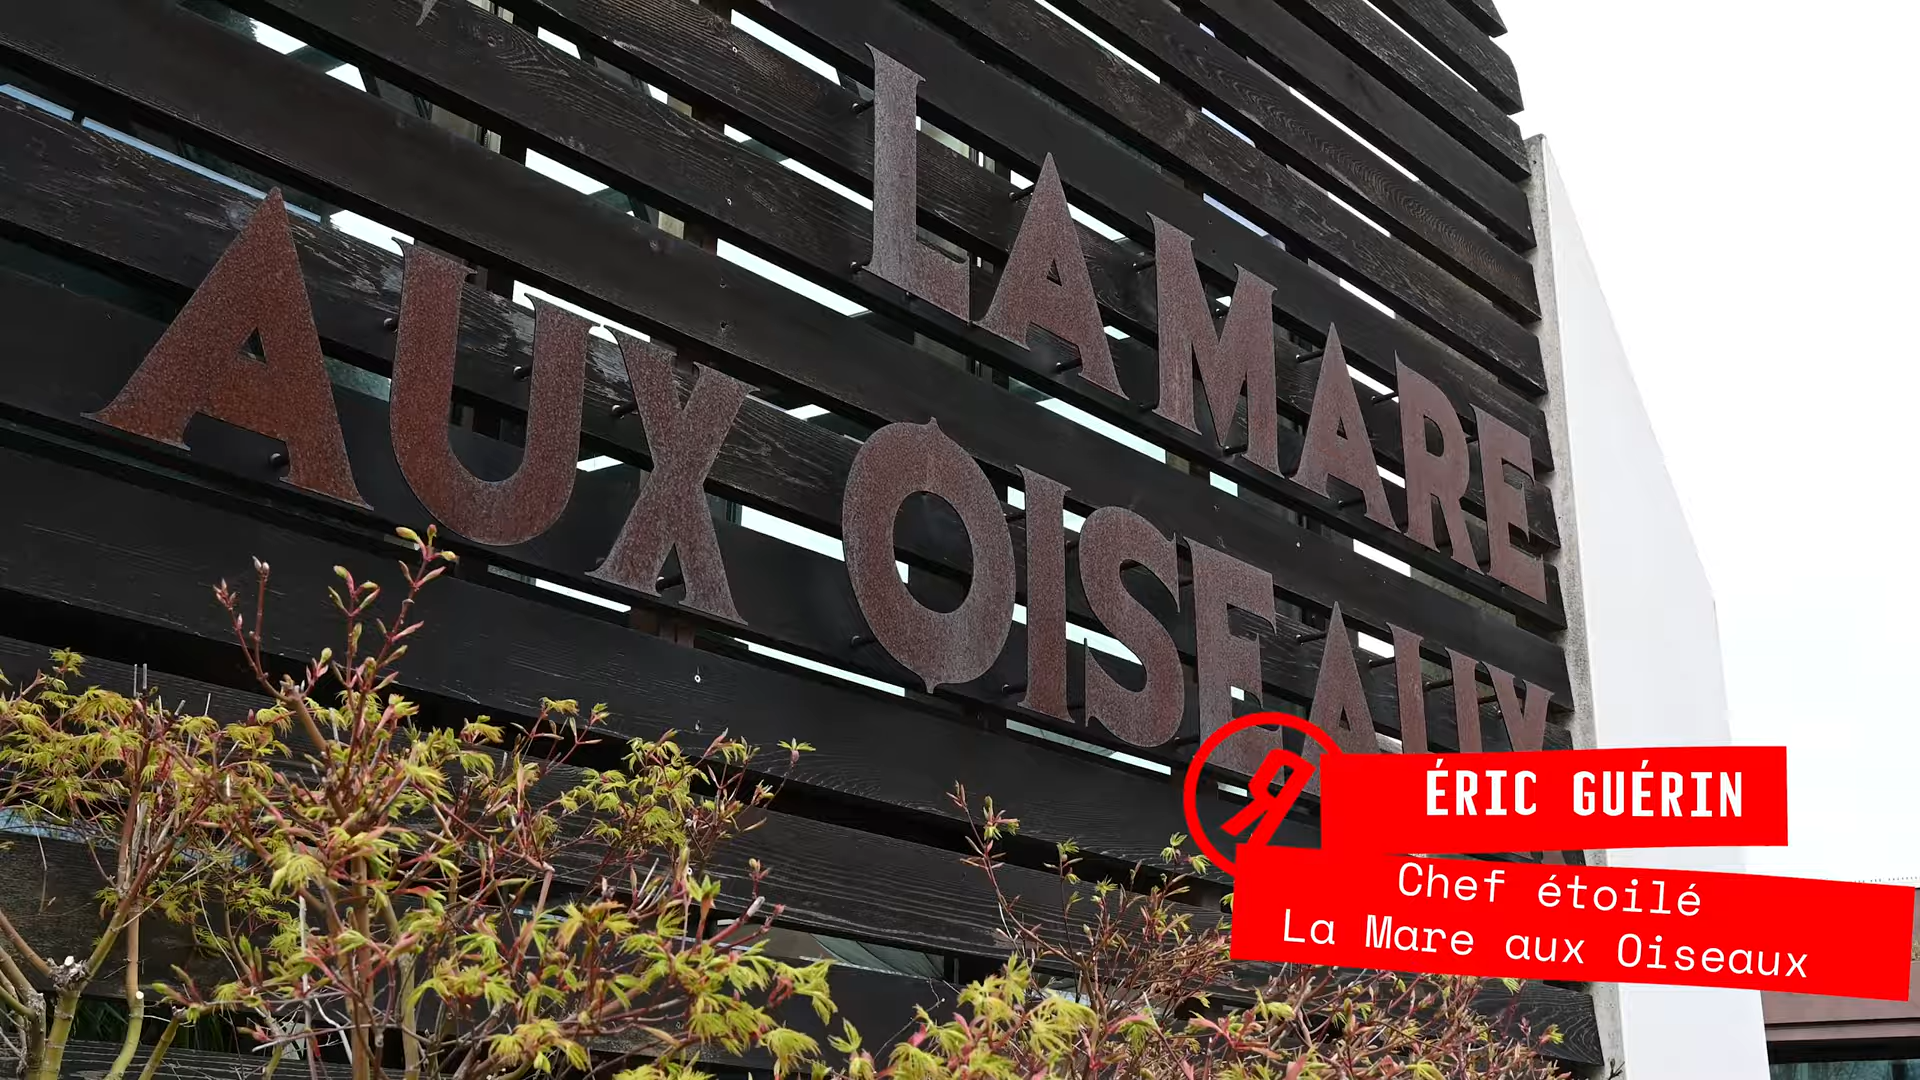 LA MARE
AUX OISEAUX
ÉRIC GUÉRIN
Chef étoilé
La Mare aux Oiseaux